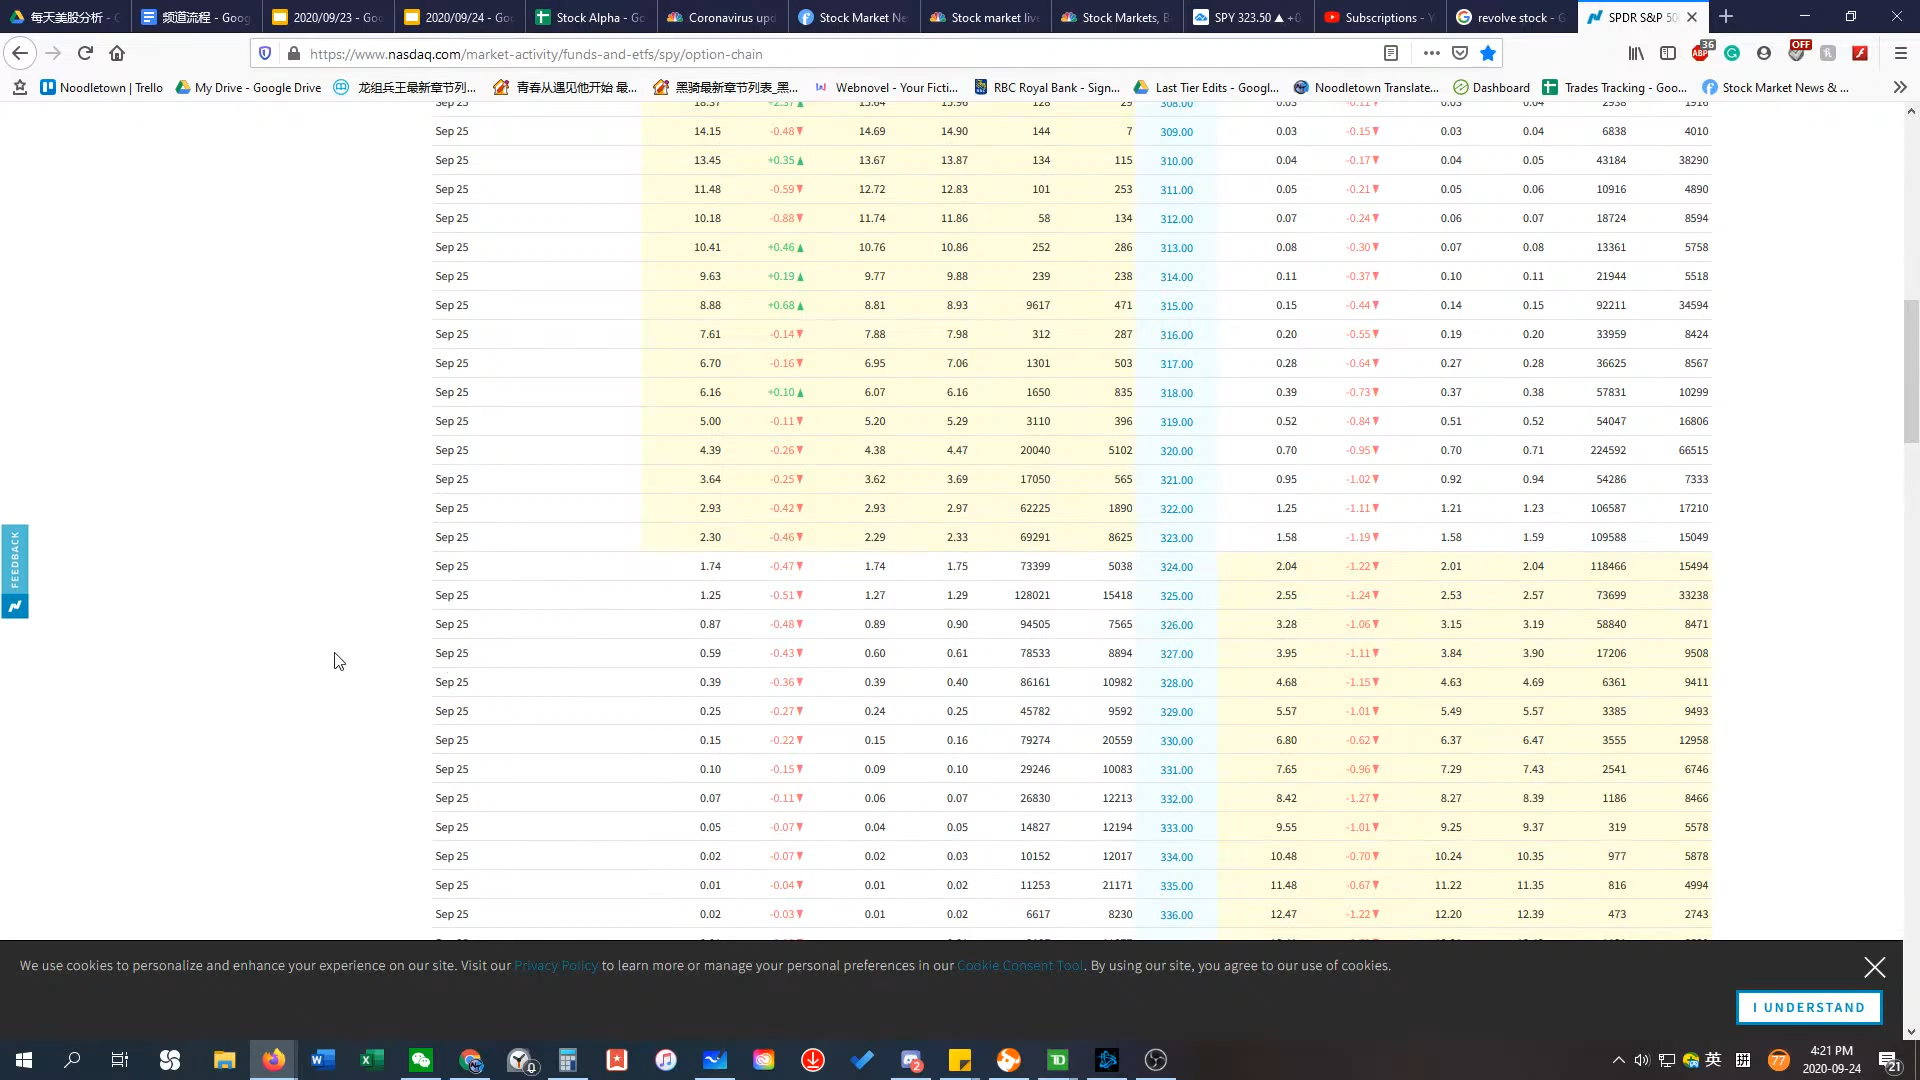 每天美股分析 - G
频道流程 - Goog
2020/09/23 - Goo
2020/09/24 - Goo
Stock Alpha - Go
Coronavirus upd
Stock Market Ne
Stock market live
Stock Markets, B
SPY 323.50 ▲ +0.
Subscriptions - Y
revolve stock - G
SPDR S&P 500
https://www.nasdaq.com/market-activity/funds-and-etfs/spy/option-chain
36
OFF
Noodletown | Trello
My Drive - Google Drive
龙组兵王最新章节列...
青春从遇见他开始 最...
黑骑最新章节列表_黑...
Webnovel - Your Ficti...
RBC Royal Bank - Sign...
Last Tier Edits - Googl...
Noodletown Translate...
Dashboard
Trades Tracking - Goo...
Stock Market News & ...
Sep 25 18.37 +2.37▲ 15.64 15.96 128 29 308.00 0.03 -0.11▼ 0.03 0.04 2938 1916
Sep 25 14.15 -0.48▼ 14.69 14.90 144 7 309.00 0.03 -0.15▼ 0.03 0.04 6838 4010
Sep 25 13.45 +0.35▲ 13.67 13.87 134 115 310.00 0.04 -0.17▼ 0.04 0.05 43184 38290
Sep 25 11.48 -0.59▼ 12.72 12.83 101 253 311.00 0.05 -0.21▼ 0.05 0.06 10916 4890
Sep 25 10.18 -0.88▼ 11.74 11.86 58 134 312.00 0.07 -0.24▼ 0.06 0.07 18724 8594
Sep 25 10.41 +0.46▲ 10.76 10.86 252 286 313.00 0.08 -0.30▼ 0.07 0.08 13361 5758
Sep 25 9.63 +0.19▲ 9.77 9.88 239 238 314.00 0.11 -0.37▼ 0.10 0.11 21944 5518
Sep 25 8.88 +0.68▲ 8.81 8.93 9617 471 315.00 0.15 -0.44▼ 0.14 0.15 92211 34594
Sep 25 7.61 -0.14▼ 7.88 7.98 312 287 316.00 0.20 -0.55▼ 0.19 0.20 33959 8424
Sep 25 6.70 -0.16▼ 6.95 7.06 1301 503 317.00 0.28 -0.64▼ 0.27 0.28 36625 8567
Sep 25 6.16 +0.10▲ 6.07 6.16 1650 835 318.00 0.39 -0.73▼ 0.37 0.38 57831 10299
Sep 25 5.00 -0.11▼ 5.20 5.29 3110 396 319.00 0.52 -0.84▼ 0.51 0.52 54047 16806
Sep 25 4.39 -0.26▼ 4.38 4.47 20040 5102 320.00 0.70 -0.95▼ 0.70 0.71 224592 66515
Sep 25 3.64 -0.25▼ 3.62 3.69 17050 565 321.00 0.95 -1.02▼ 0.92 0.94 54286 7333
Sep 25 2.93 -0.42▼ 2.93 2.97 62225 1890 322.00 1.25 -1.11▼ 1.21 1.23 106587 17210
Sep 25 2.30 -0.46▼ 2.29 2.33 69291 8625 323.00 1.58 -1.19▼ 1.58 1.59 109588 15049
Sep 25 1.74 -0.47▼ 1.74 1.75 73399 5038 324.00 2.04 -1.22▼ 2.01 2.04 118466 15494
Sep 25 1.25 -0.51▼ 1.27 1.29 128021 15418 325.00 2.55 -1.24▼ 2.53 2.57 73699 33238
Sep 25 0.87 -0.48▼ 0.89 0.90 94505 7565 326.00 3.28 -1.06▼ 3.15 3.19 58840 8471
Sep 25 0.59 -0.43▼ 0.60 0.61 78533 8894 327.00 3.95 -1.11▼ 3.84 3.90 17206 9508
Sep 25 0.39 -0.36▼ 0.39 0.40 86161 10982 328.00 4.68 -1.15▼ 4.63 4.69 6361 9411
Sep 25 0.25 -0.27▼ 0.24 0.25 45782 9592 329.00 5.57 -1.01▼ 5.49 5.57 3385 9493
Sep 25 0.15 -0.22▼ 0.15 0.16 79274 20559 330.00 6.80 -0.62▼ 6.37 6.47 3555 12958
Sep 25 0.10 -0.15▼ 0.09 0.10 29246 10083 331.00 7.65 -0.96▼ 7.29 7.43 2541 6746
Sep 25 0.07 -0.11▼ 0.06 0.07 26830 12213 332.00 8.42 -1.27▼ 8.27 8.39 1186 8466
Sep 25 0.05 -0.07▼ 0.04 0.05 14827 12194 333.00 9.55 -1.01▼ 9.25 9.37 319 5578
Sep 25 0.02 -0.07▼ 0.02 0.03 10152 12017 334.00 10.48 -0.70▼ 10.24 10.35 977 5878
Sep 25 0.01 -0.04▼ 0.01 0.02 11253 21171 335.00 11.48 -0.67▼ 11.22 11.35 816 4994
Sep 25 0.02 -0.03▼ 0.01 0.02 6617 8230 336.00 12.47 -1.22▼ 12.20 12.39 473 2743
FEEDBACK
We use cookies to personalize and enhance your experience on our site. Visit our Privacy Policy to learn more or manage your personal preferences in our Cookie Consent Tool. By using our site, you agree to our use of cookies.
I UNDERSTAND
英
拼
77
4:21 PM
2020-09-24
21